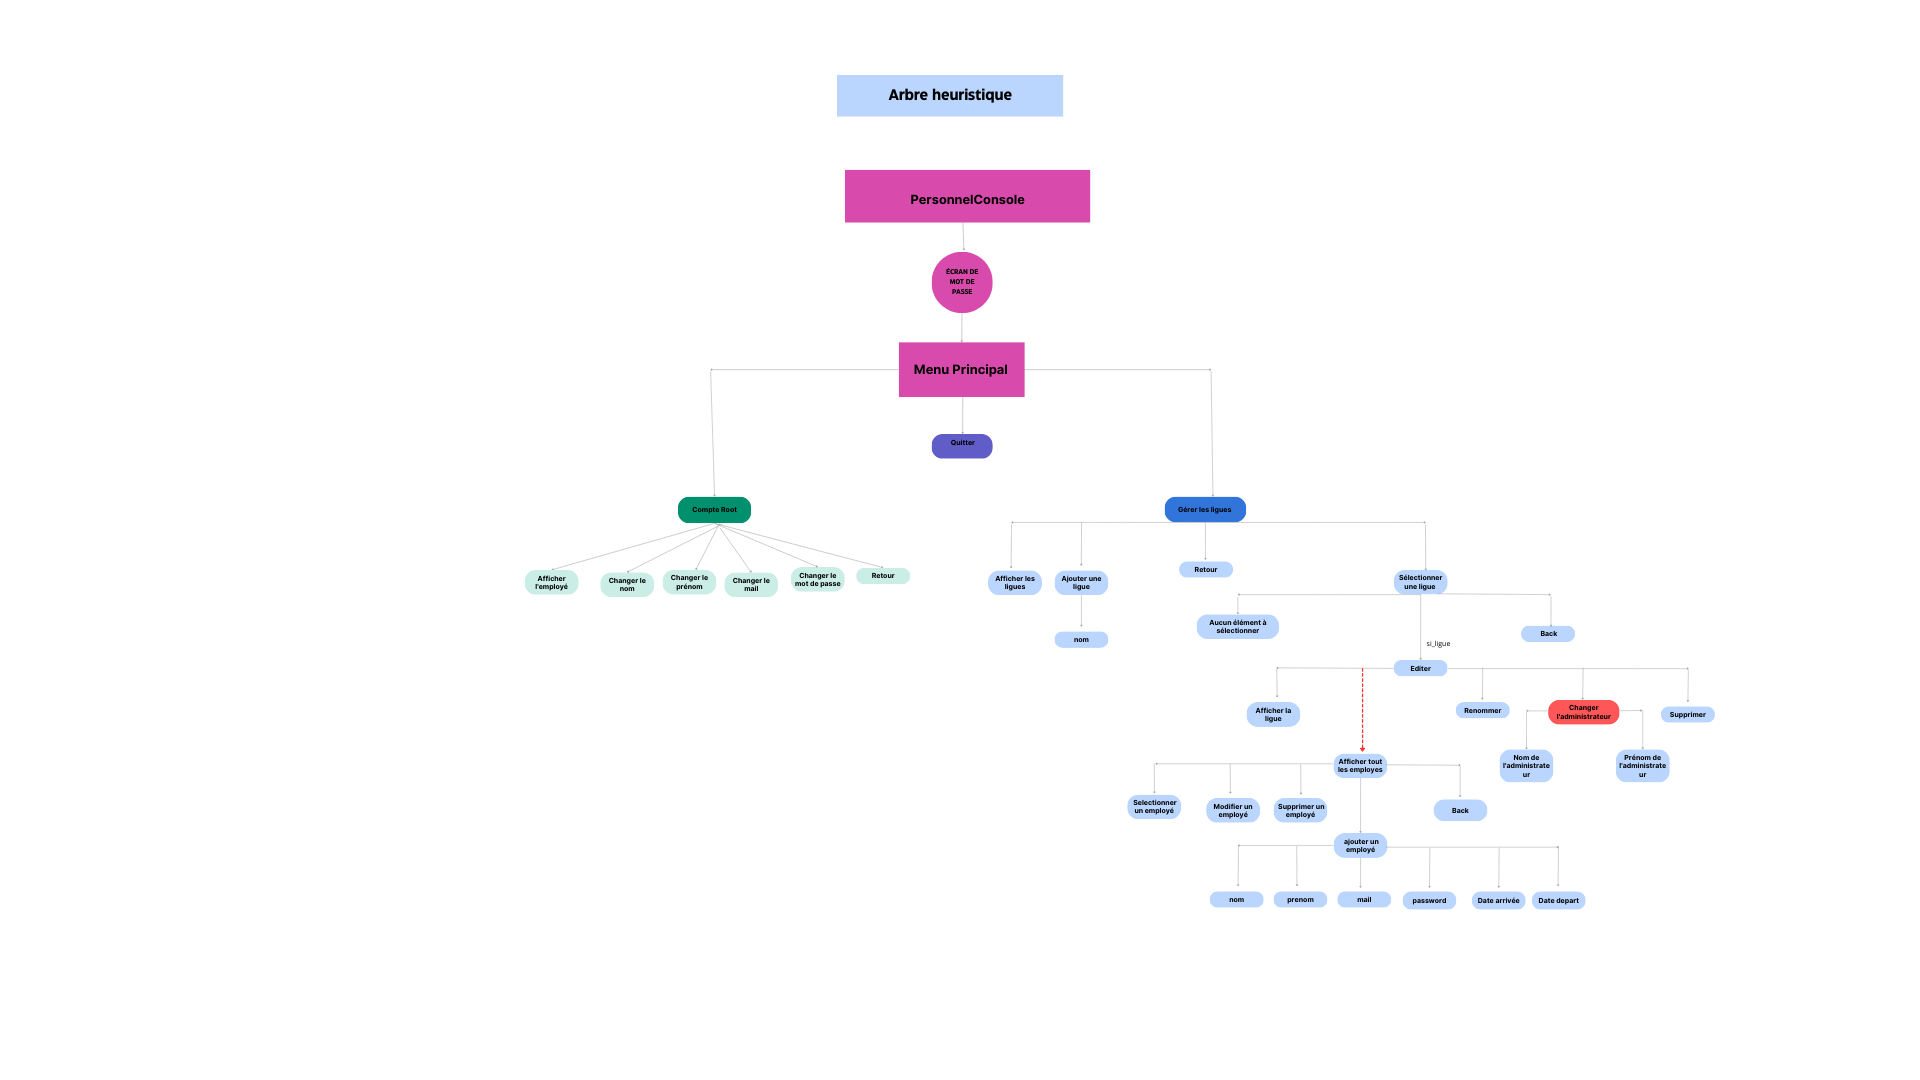 Arbre heuristique
PersonnelConsole
ÉCRAN DE
MOT DE
PASSE
Menu Principal
Quitter
Compte Root
Gérer les ligues
Afficher
l'employé
Changer le
nom
Changer le
prénom
Changer le
mail
Changer le
mot de passe
Retour
Afficher les
ligues
Ajouter une
ligue
Retour
Sélectionner
une ligue
nom
Aucun élément à
sélectionner
Back
si_ligue
Editer
Afficher la
ligue
Renommer
Changer
l'administrateur
Supprimer
Afficher tout
les employes
Nom de
l'administrate
ur
Prénom de
l'administrate
ur
Selectionner
un employé
Modifier un
employé
Supprimer un
employé
Back
ajouter un
employé
nom
prenom
mail
password
Date arrivée
Date depart